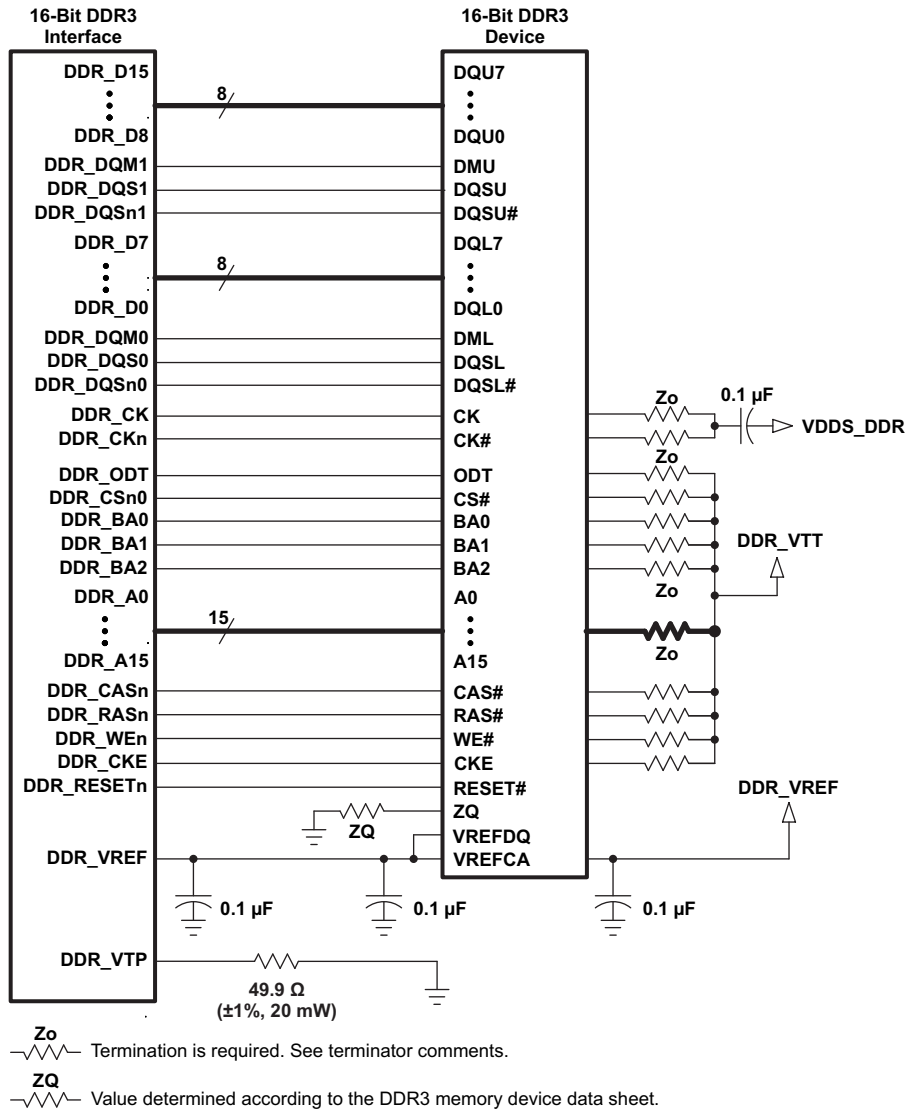 16-Bit DDR3
Interface
16-Bit DDR3
Device
DDR_D15
8
DQU7
DDR_D8
DQU0
DDR_DQM1
DMU
DDR_DQS1
DQSU
DDR_DQSn1
DQSU#
DDR_D7
8
DQL7
DDR_D0
DQL0
DDR_DQM0
DML
DDR_DQS0
DQSL
DDR_DQSn0
DQSL#
DDR_CK
CK
Zo
0.1 µF
DDR_CKn
CK#
VDDS_DDR
Zo
DDR_ODT
ODT
DDR_CSn0
CS#
DDR_BA0
BA0
DDR_BA1
BA1
DDR_VTT
DDR_BA2
BA2
Zo
DDR_A0
A0
15
Zo
DDR_A15
A15
DDR_CASn
CAS#
DDR_RASn
RAS#
DDR_WEn
WE#
DDR_CKE
CKE
DDR_RESETn
RESET#
DDR_VREF
ZQ
ZQ
VREFDQ
DDR_VREF
VREFCA
0.1 µF
0.1 µF
0.1 µF
DDR_VTP
49.9 Ω
(±1%, 20 mW)
Zo
Termination is required. See terminator comments.
ZQ
Value determined according to the DDR3 memory device data sheet.